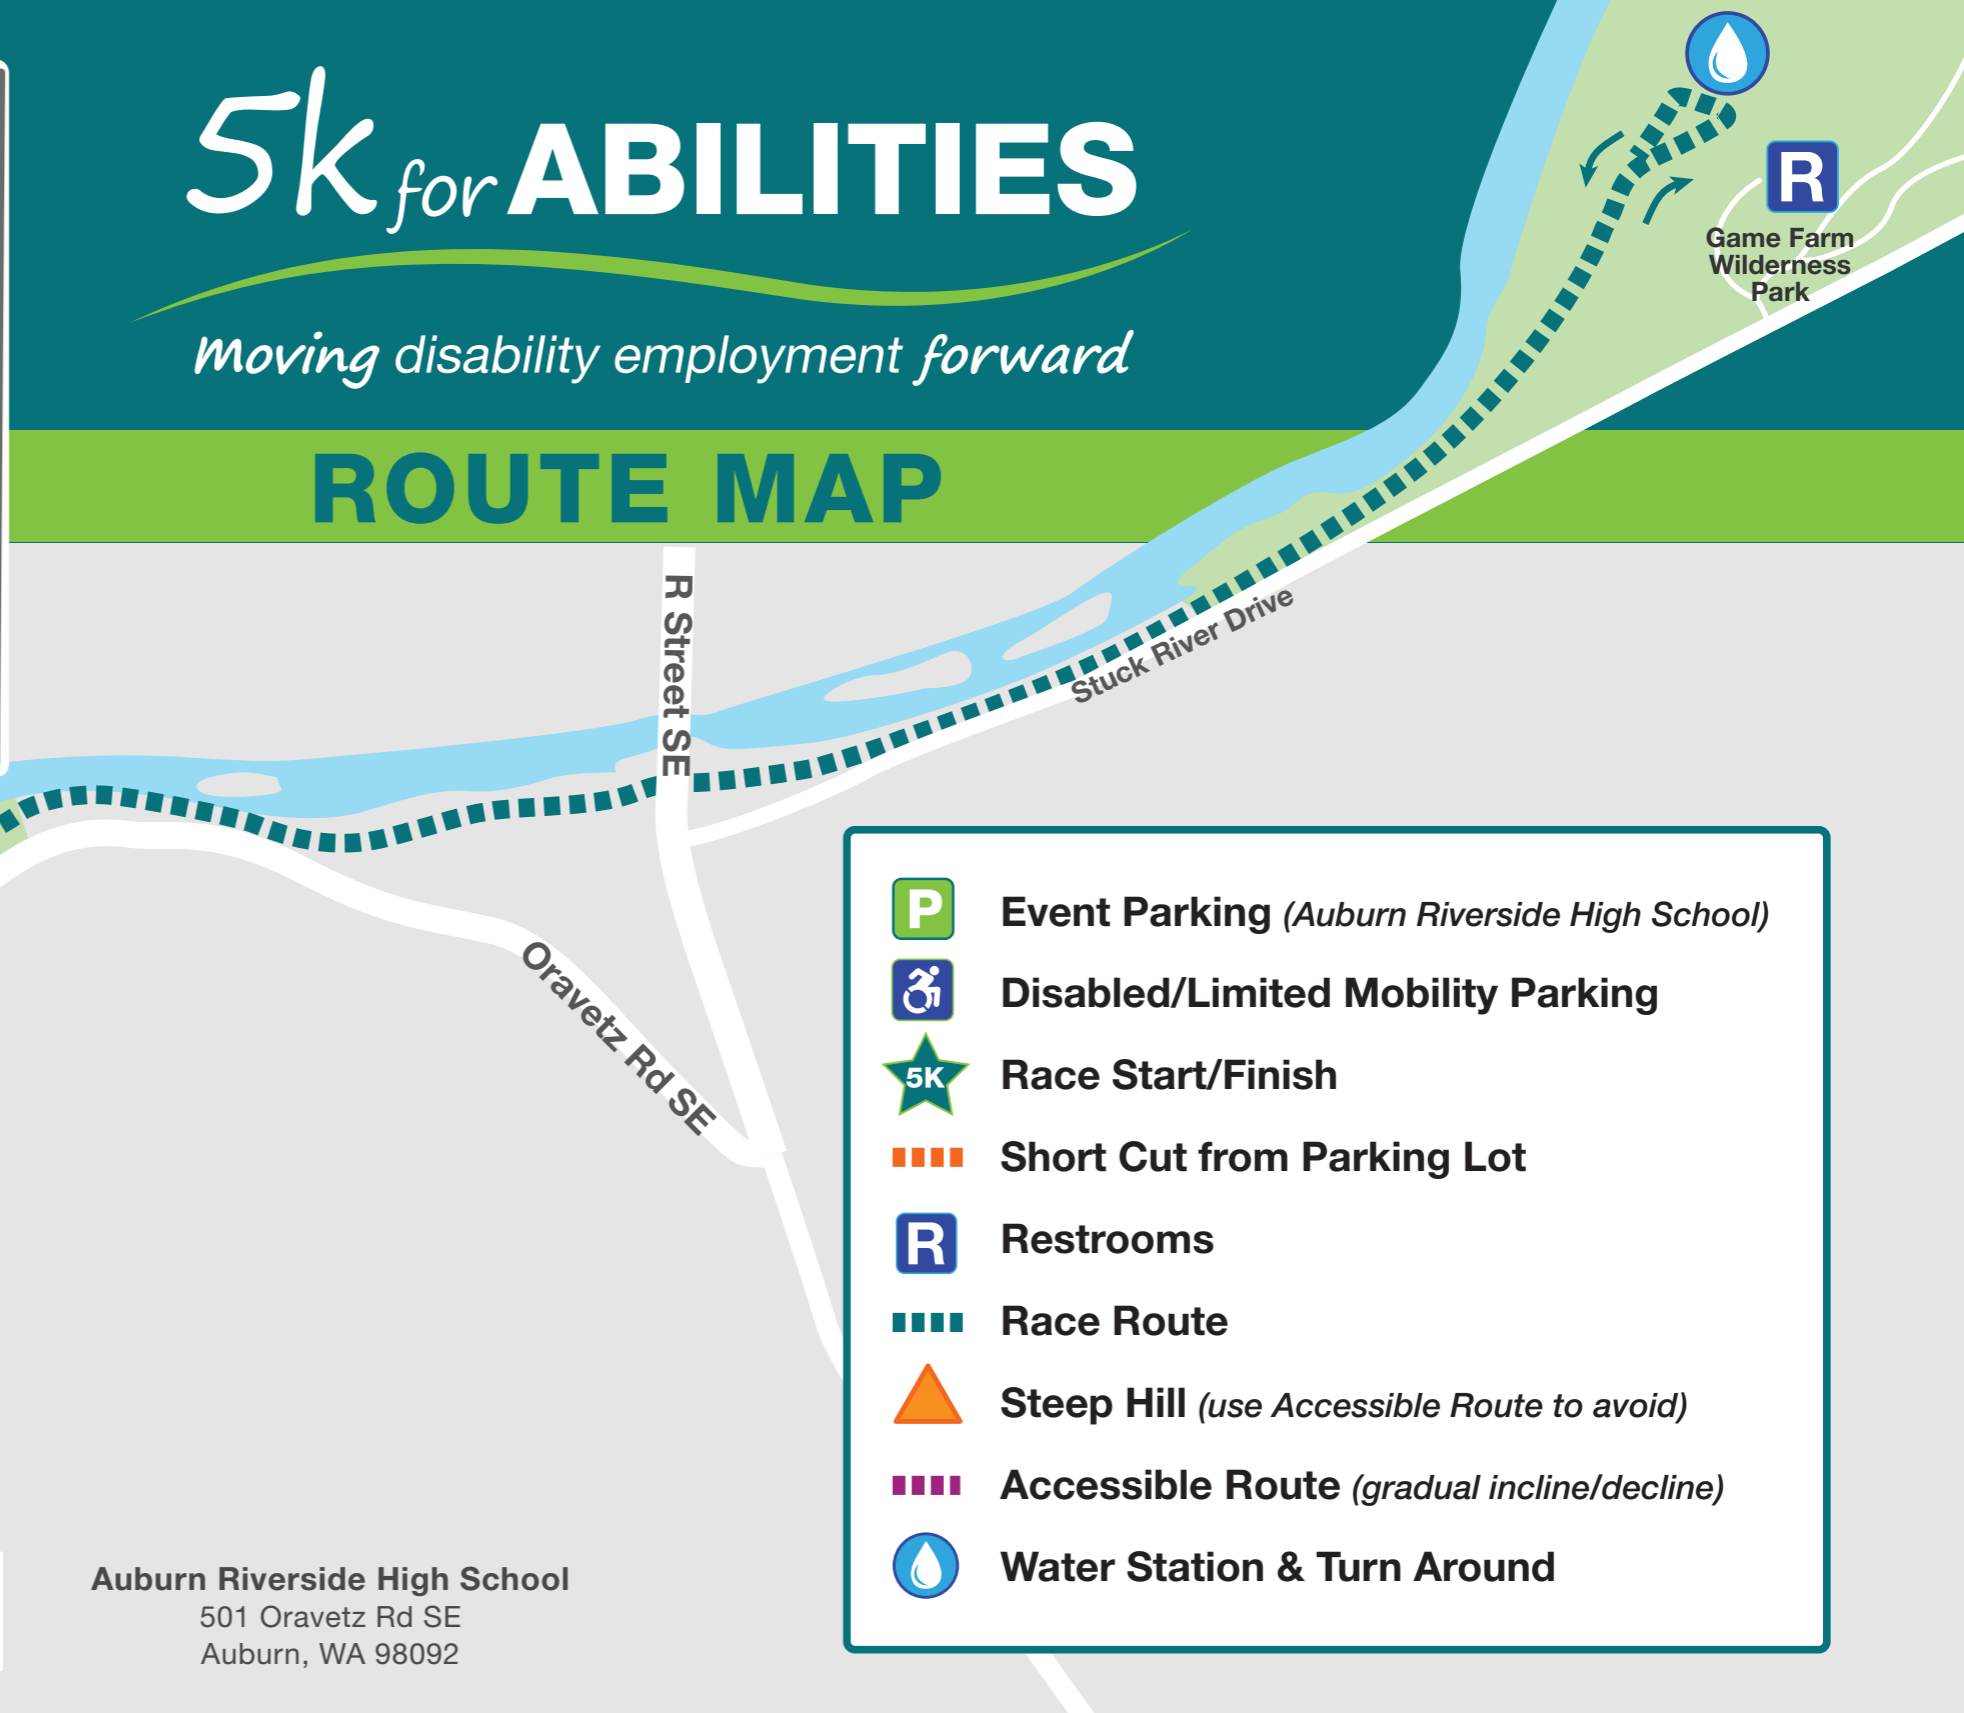 5k for ABILITIES
Moving disability employment forward
ROUTE MAP
R
Game Farm
Wilderness
Park
R Street SE
Stuck River Drive
Oravetz Rd SE
P Event Parking (Auburn Riverside High School)
Disabled/Limited Mobility Parking
5K Race Start/Finish
Short Cut from Parking Lot
R Restrooms
Race Route
Steep Hill (use Accessible Route to avoid)
Accessible Route (gradual incline/decline)
Water Station & Turn Around
Auburn Riverside High School
501 Oravetz Rd SE
Auburn, WA 98092